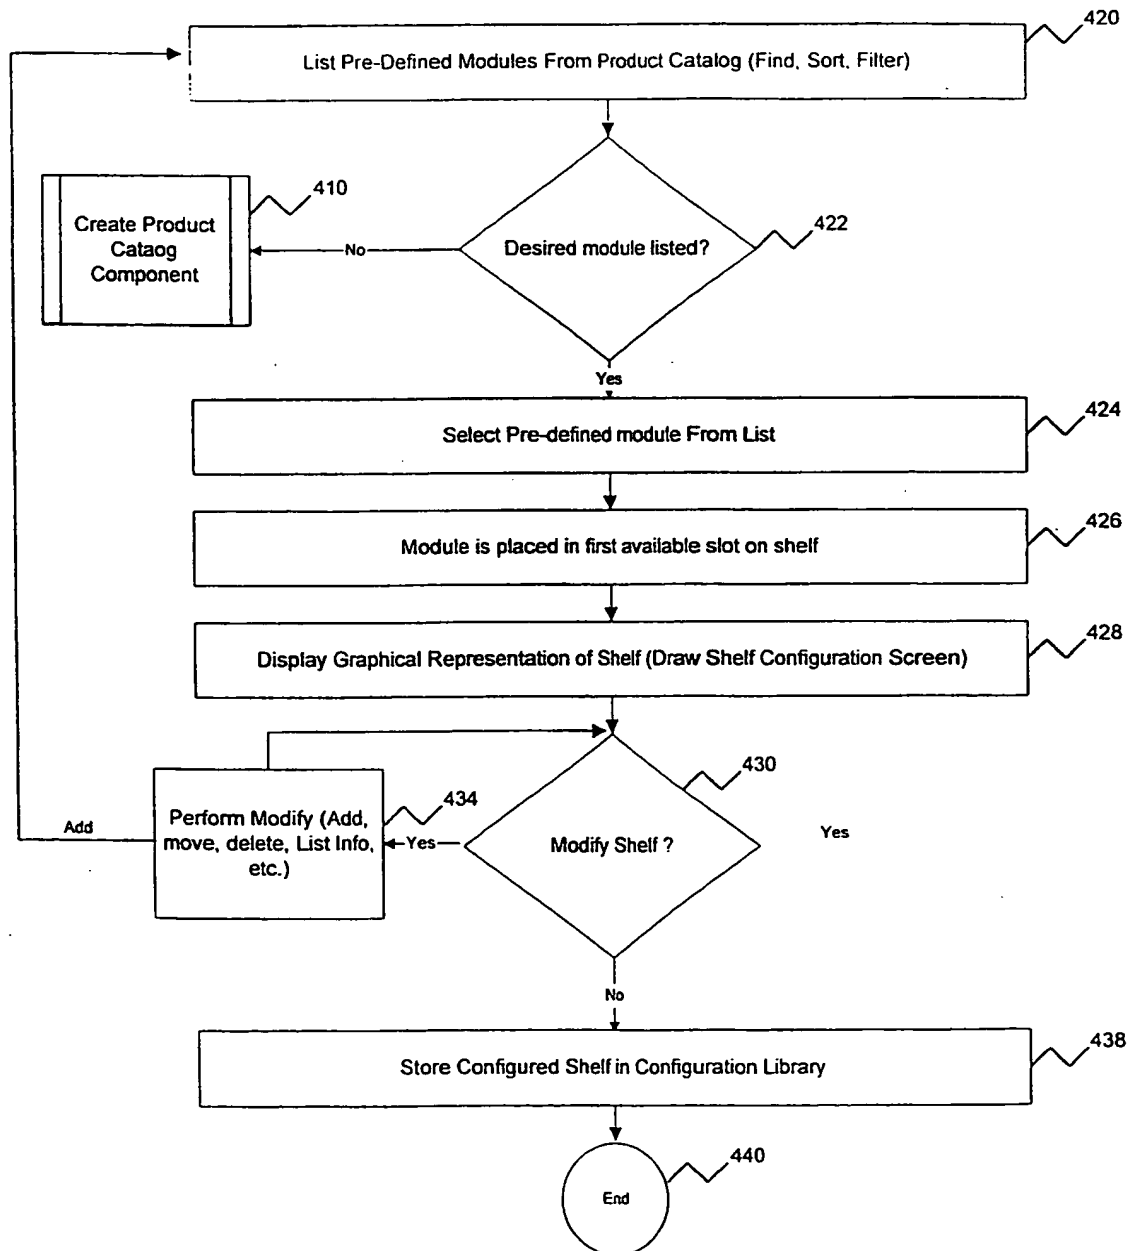 420
List Pre-Defined Modules From Product Catalog (Find, Sort, Filter)
410
Create Product
Cataog
Component
No
Desired module listed?
422
Yes
424
Select Pre-defined module From List
426
Module is placed in first available slot on shelf
428
Display Graphical Representation of Shelf (Draw Shelf Configuration Screen)
430
434
Add
Perform Modify (Add,
move, delete, List Info,
etc.)
Yes
Modify Shelf ?
Yes
No
438
Store Configured Shelf in Configuration Library
440
End